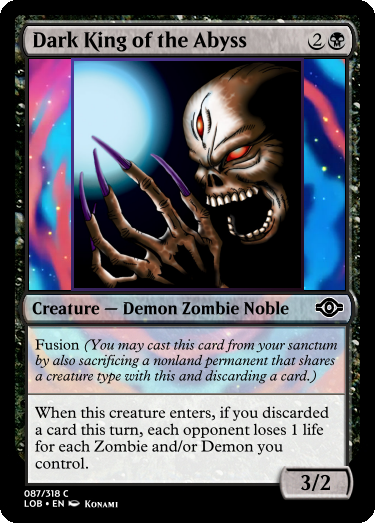 Dark King of the Abyss 2
Creature — Demon Zombie Noble
Fusion (You may cast this card from your sanctum
by also sacrificing a nonland permanent that shares
a creature type with this and discarding a card.)
When this creature enters, if you discarded
a card this turn, each opponent loses 1 life
for each Zombie and/or Demon you
control.
3/2
087/318 C
LOB • EN Konami